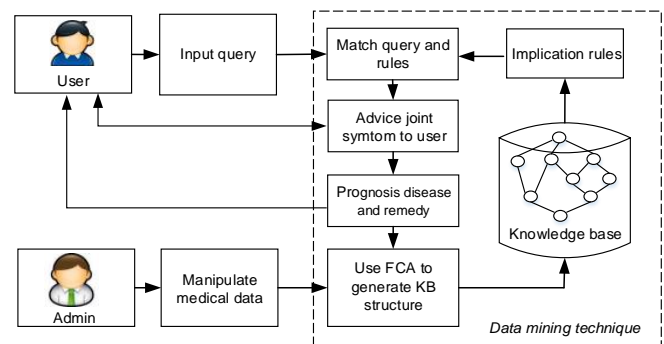 User
Input query
Match query and
rules
Implication rules
Advice joint
symtom to user
Prognosis disease
and remedy
Knowledge base
Admin
Manipulate
medical data
Use FCA to
generate KB
structure
Data mining technique